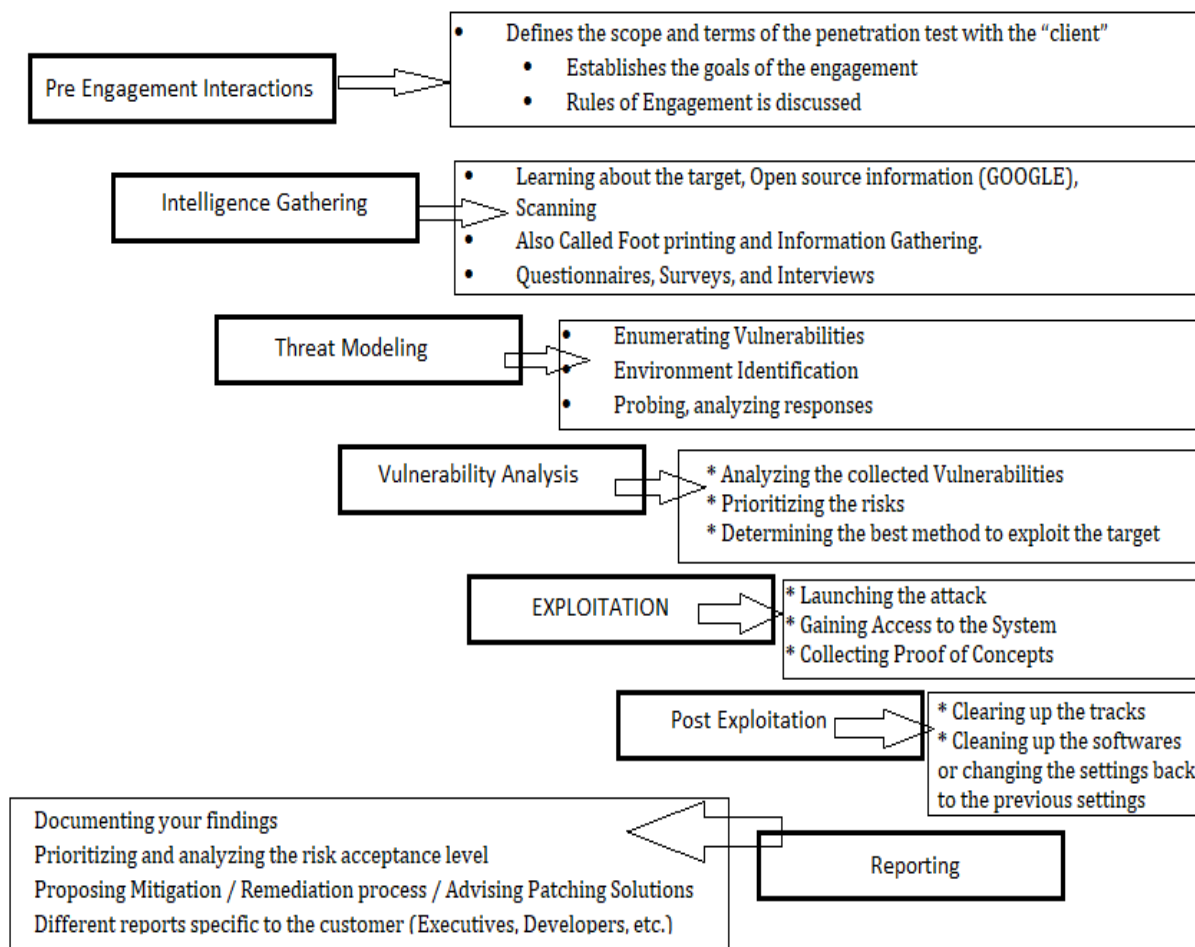 Pre Engagement Interactions
• Defines the scope and terms of the penetration test with the “client”
• Establishes the goals of the engagement
• Rules of Engagement is discussed
Intelligence Gathering
• Learning about the target, Open source information (GOOGLE),
Scanning
• Also Called Foot printing and Information Gathering.
• Questionnaires, Surveys, and Interviews
Threat Modeling
• Enumerating Vulnerabilities
• Environment Identification
• Probing, analyzing responses
Vulnerability Analysis
* Analyzing the collected Vulnerabilities
* Prioritizing the risks
* Determining the best method to exploit the target
EXPLOITATION
* Launching the attack
* Gaining Access to the System
* Collecting Proof of Concepts
Post Exploitation
* Clearing up the tracks
* Cleaning up the softwares
or changing the settings back
to the previous settings
Reporting
Documenting your findings
Prioritizing and analyzing the risk acceptance level
Proposing Mitigation / Remediation process / Advising Patching Solutions
Different reports specific to the customer (Executives, Developers, etc.)